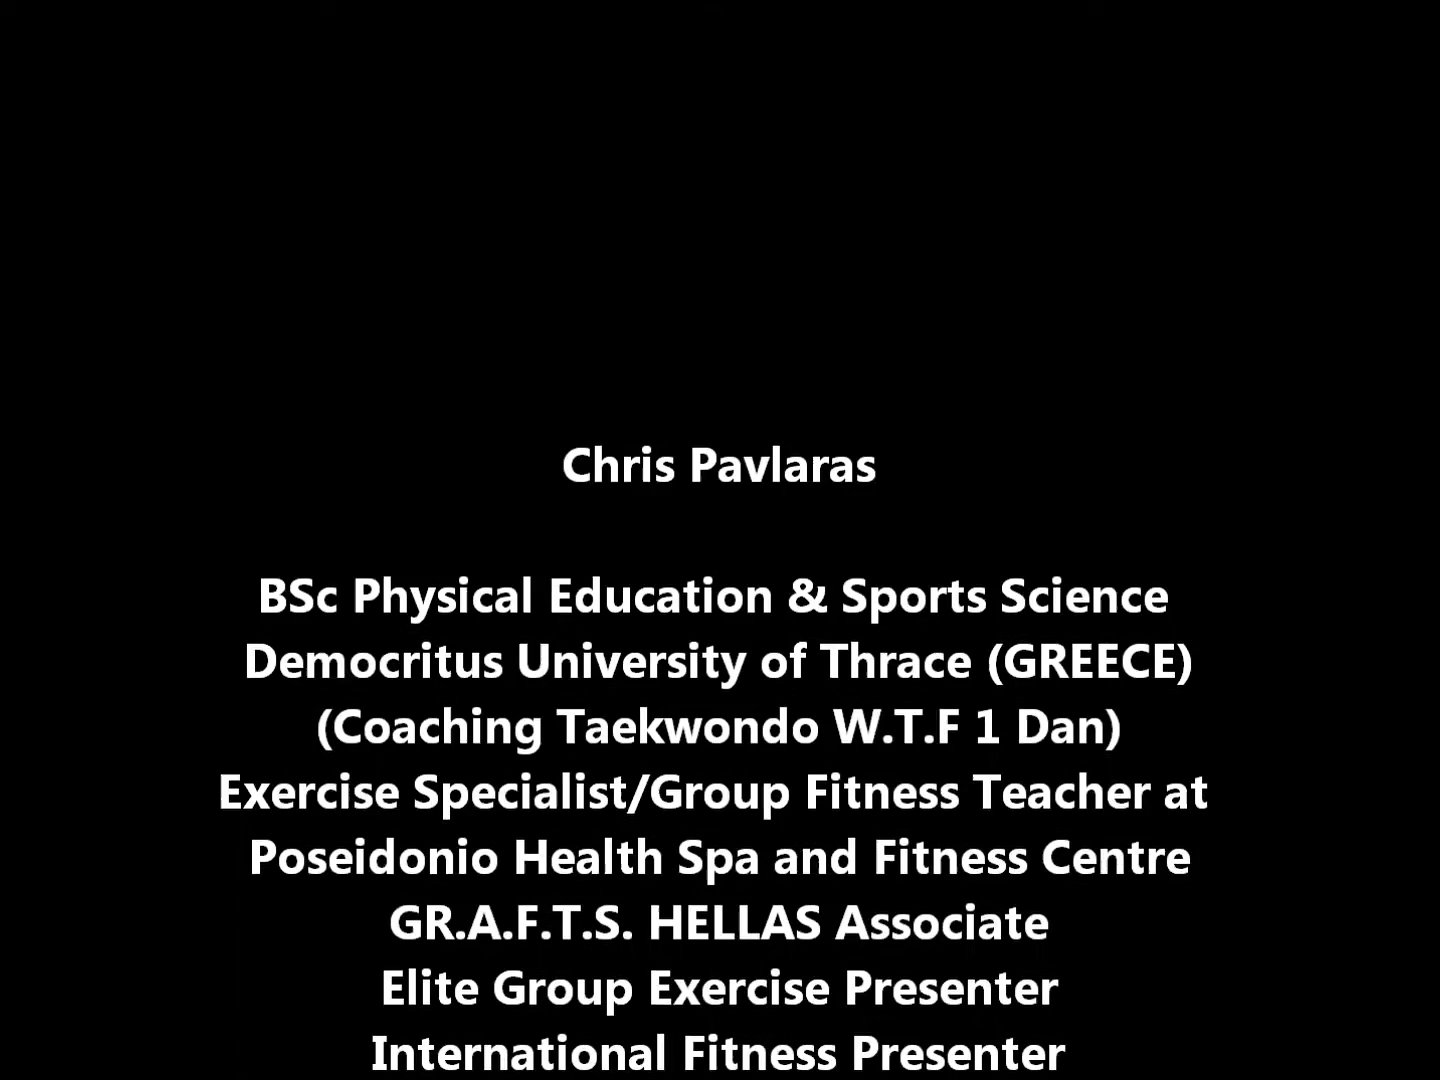 Chris Pavlaras
BSc Physical Education & Sports Science
Democritus University of Thrace (GREECE)
(Coaching Taekwondo W.T.F 1 Dan)
Exercise Specialist/Group Fitness Teacher at
Poseidonio Health Spa and Fitness Centre
GR.A.F.T.S. HELLAS Associate
Elite Group Exercise Presenter
International Fitness Presenter